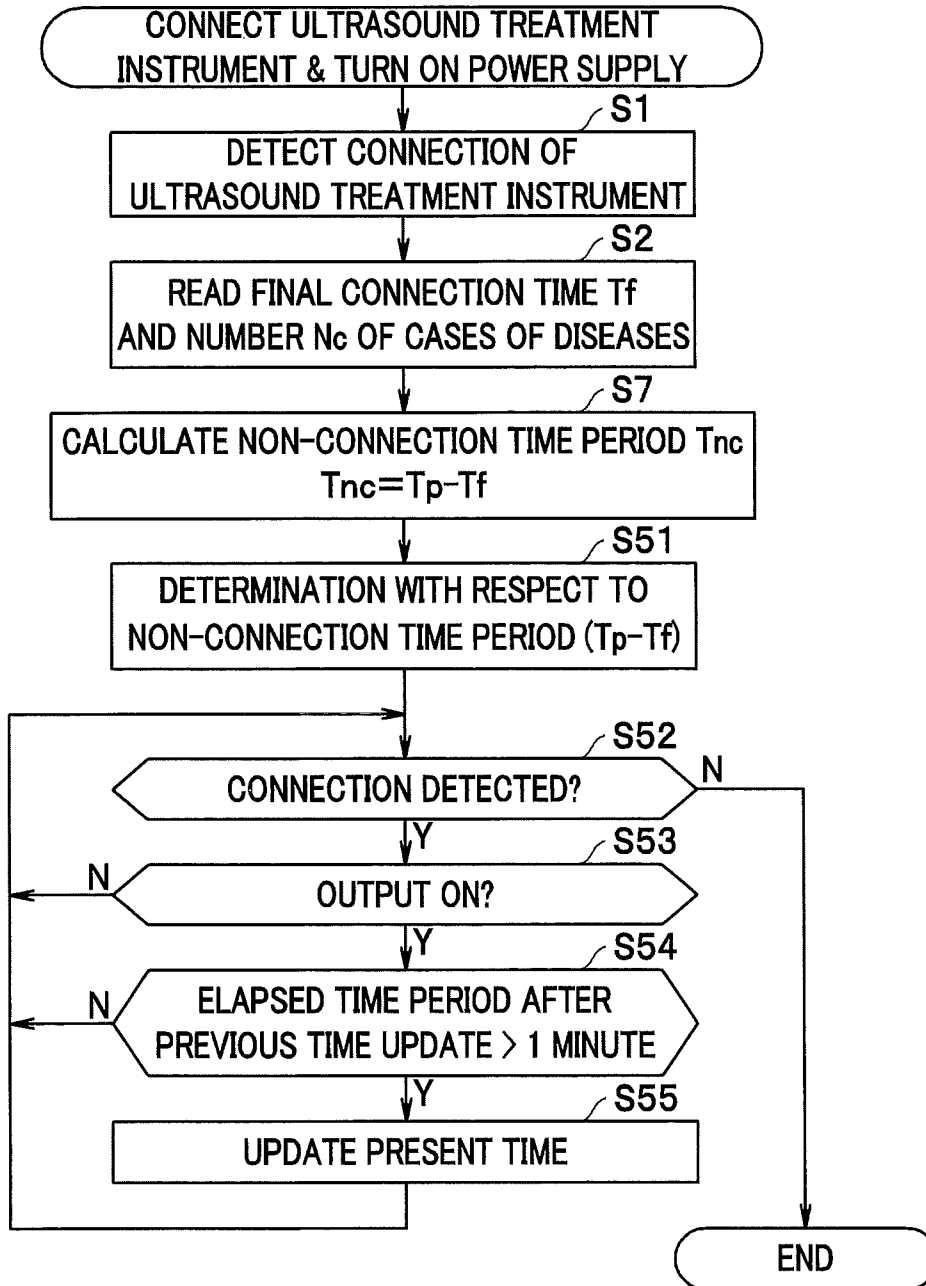 CONNECT ULTRASOUND TREATMENT
INSTRUMENT & TURN ON POWER SUPPLY
S1
DETECT CONNECTION OF
ULTRASOUND TREATMENT INSTRUMENT
S2
READ FINAL CONNECTION TIME Tf
AND NUMBER Nc OF CASES OF DISEASES
S7
CALCULATE NON-CONNECTION TIME PERIOD Tnc
Tnc=Tp-Tf
S51
DETERMINATION WITH RESPECT TO
NON-CONNECTION TIME PERIOD (Tp-Tf)
S52
CONNECTION DETECTED?
N
Y
S53
N
OUTPUT ON?
Y
S54
N
ELAPSED TIME PERIOD AFTER
PREVIOUS TIME UPDATE > 1 MINUTE
Y
S55
UPDATE PRESENT TIME
END